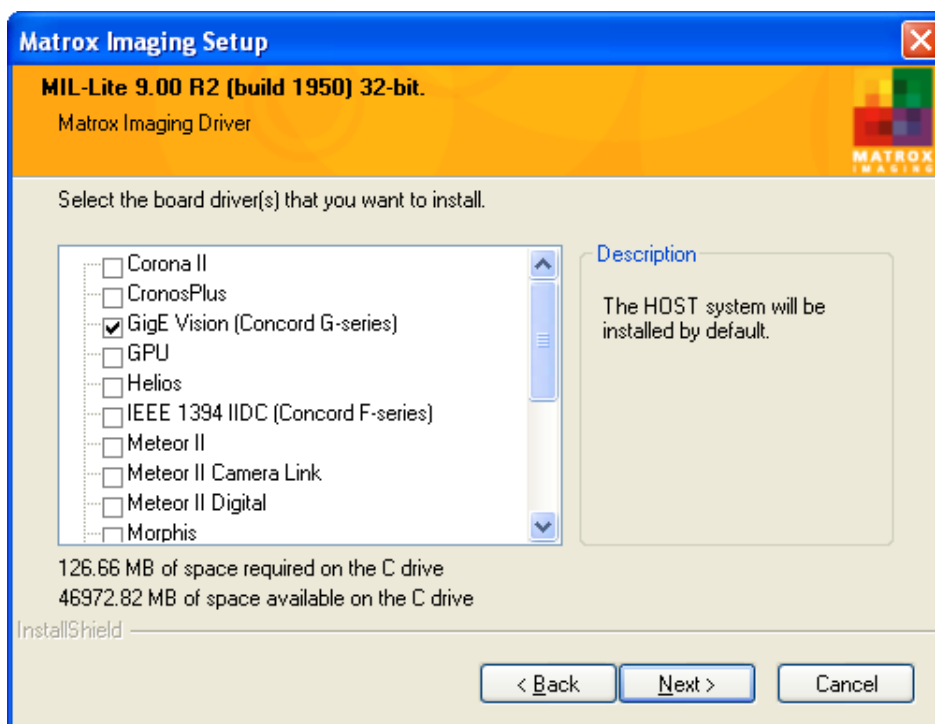 Matrox Imaging Setup
MIL-Lite 9.00 R2 (build 1950) 32-bit.
Matrox Imaging Driver
MATROX
IMAGING
Select the board driver(s) that you want to install.
Corona II
CronosPlus
GigE Vision (Concord G-series)
GPU
Helios
IEEE 1394 IIDC (Concord F-series)
Meteor II
Meteor II Camera Link
Meteor II Digital
Morphis
Description
The HOST system will be
installed by default.
126.66 MB of space required on the C drive
46972.82 MB of space available on the C drive
InstallShield
< Back
Next >
Cancel